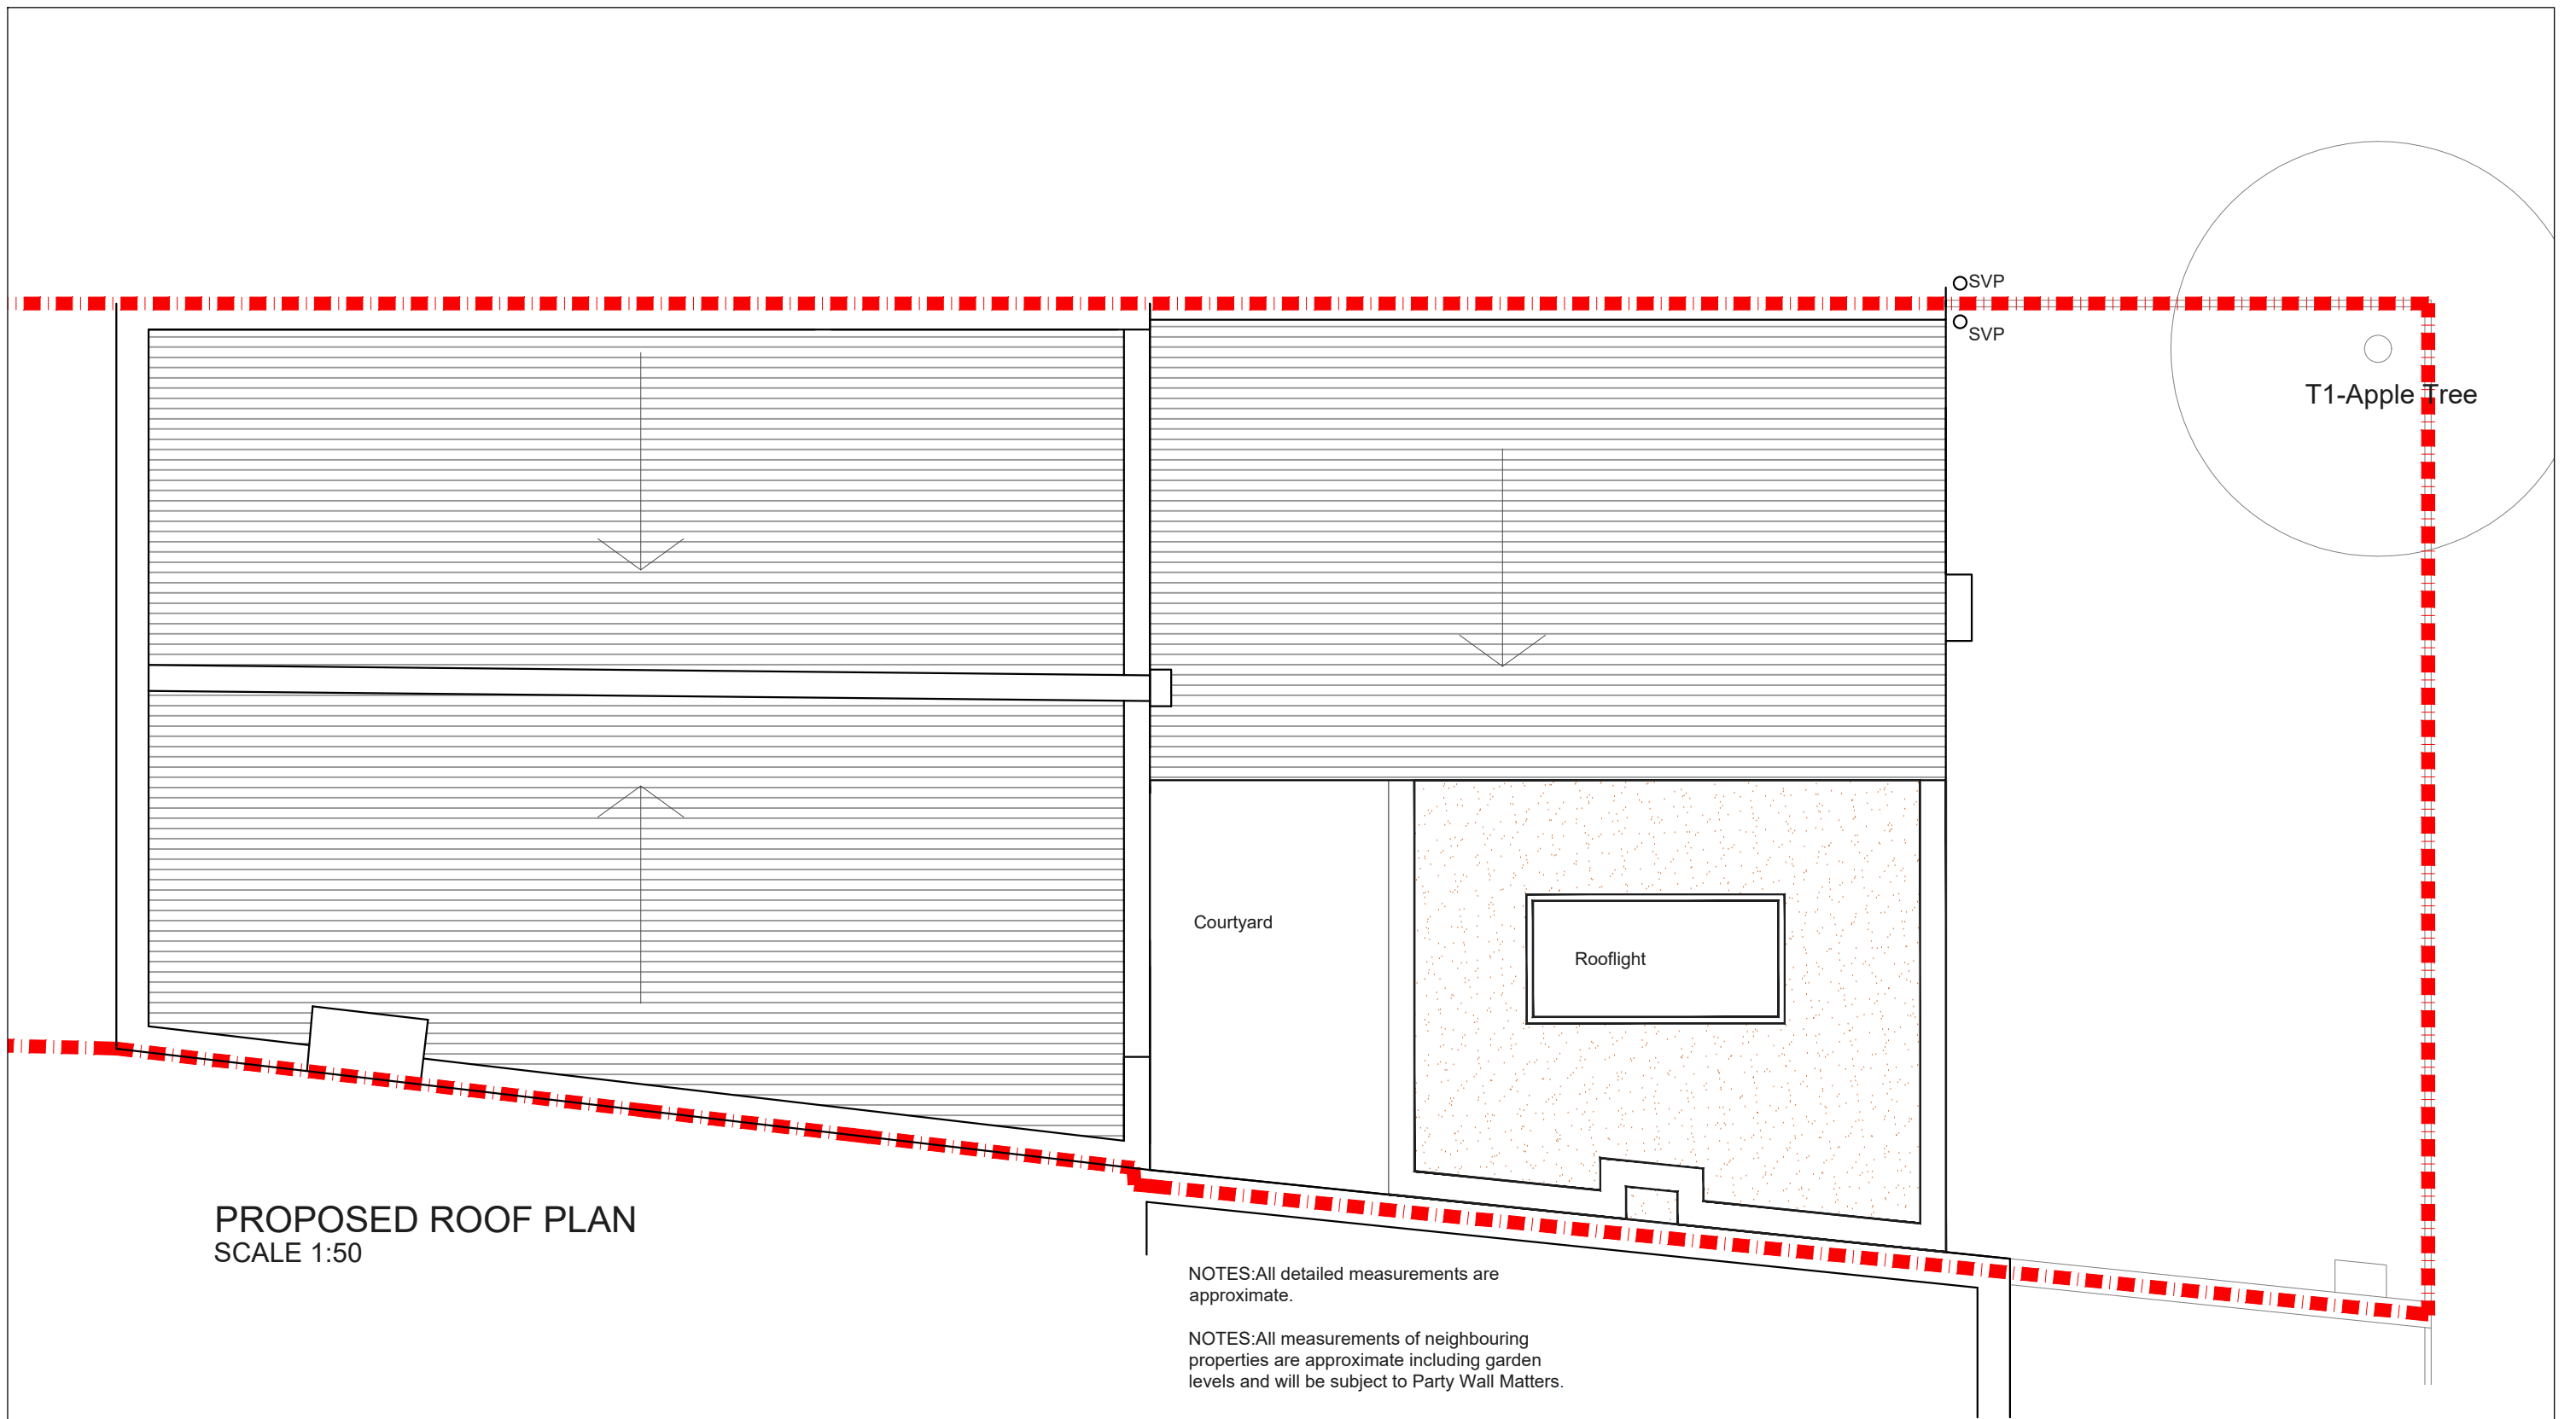 SVP
SVP
T1-Apple Tree
Courtyard
Rooflight
PROPOSED ROOF PLAN
SCALE 1:50
NOTES:All detailed measurements are
approximate.
NOTES:All measurements of neighbouring
properties are approximate including garden
levels and will be subject to Party Wall Matters.